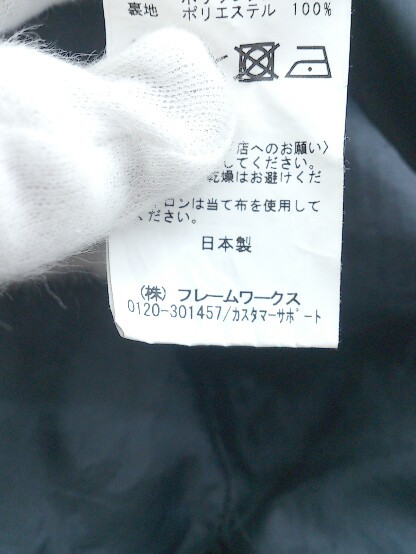 裏地 ポリエステル 100%
店へのお願い〉
してください。
乾燥はお避けくだ
ロンは当て布を使用して
ください。
日本製
(株) フレームワークス
0120-301457/カスタマーサポート